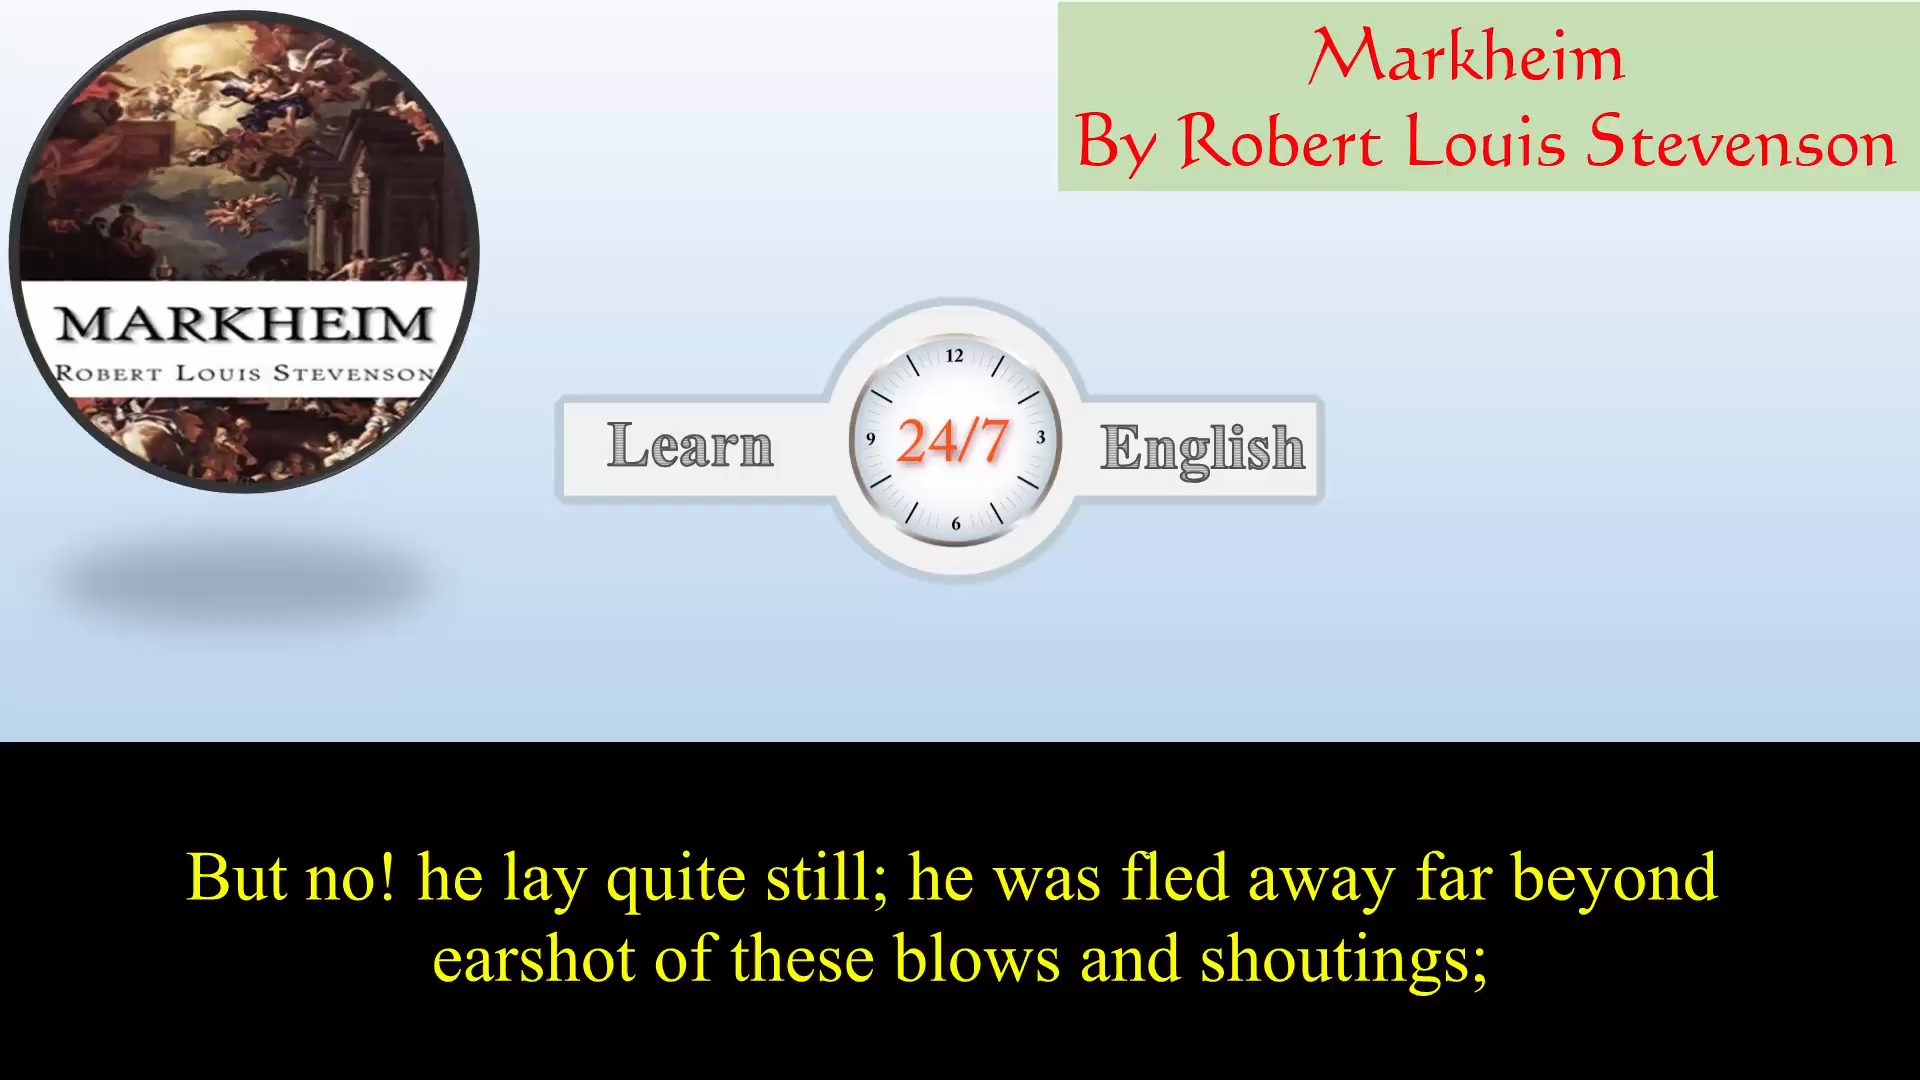 Markheim
By Robert Louis Stevenson
MARKHEIM
ROBERT LOUIS STEVENSON
Learn 24/7 English
12
9
3
6
But no! he lay quite still; he was fled away far beyond
earshot of these blows and shoutings;